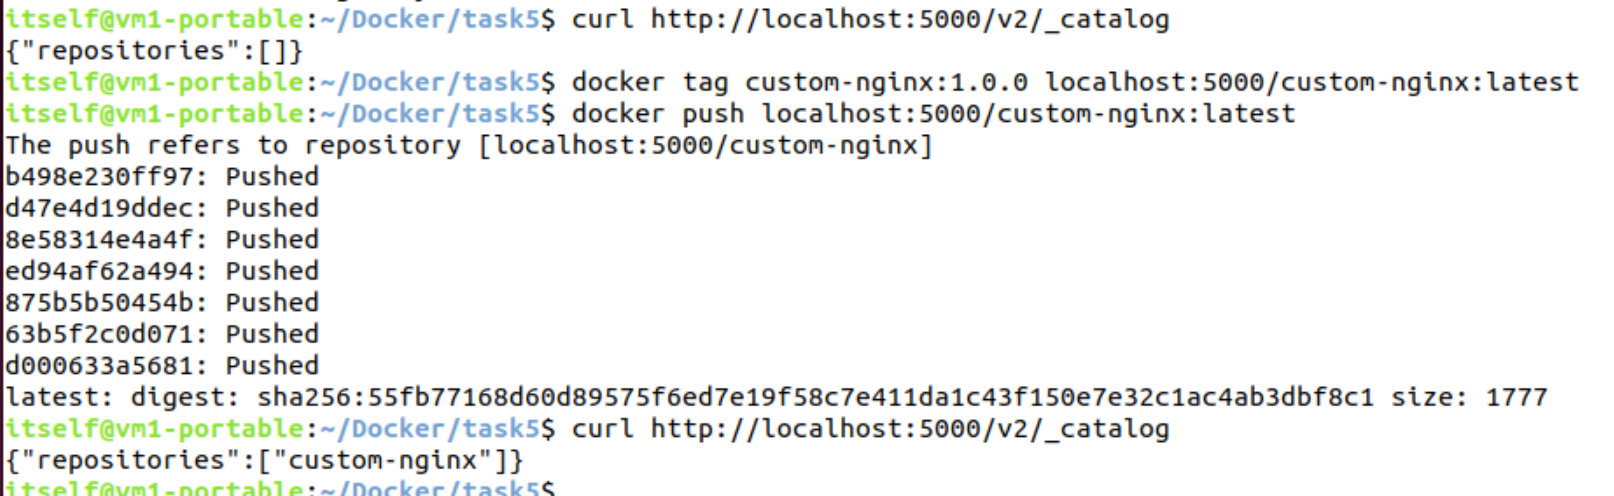 itself@vm1-portable:~/Docker/task5$ curl http://localhost:5000/v2/_catalog
{"repositories":[]}
itself@vm1-portable:~/Docker/task5$ docker tag custom-nginx:1.0.0 localhost:5000/custom-nginx:latest
itself@vm1-portable:~/Docker/task5$ docker push localhost:5000/custom-nginx:latest
The push refers to repository [localhost:5000/custom-nginx]
b498e230ff97: Pushed
d47e4d19ddec: Pushed
8e58314e4a4f: Pushed
ed94af62a494: Pushed
875b5b50454b: Pushed
63b5f2c0d071: Pushed
d000633a5681: Pushed
latest: digest: sha256:55fb77168d60d89575f6ed7e19f58c7e411da1c43f150e7e32c1ac4ab3dbf8c1 size: 1777
itself@vm1-portable:~/Docker/task5$ curl http://localhost:5000/v2/_catalog
{"repositories":["custom-nginx"]}
itself@vm1-portable:~/Docker/task5$